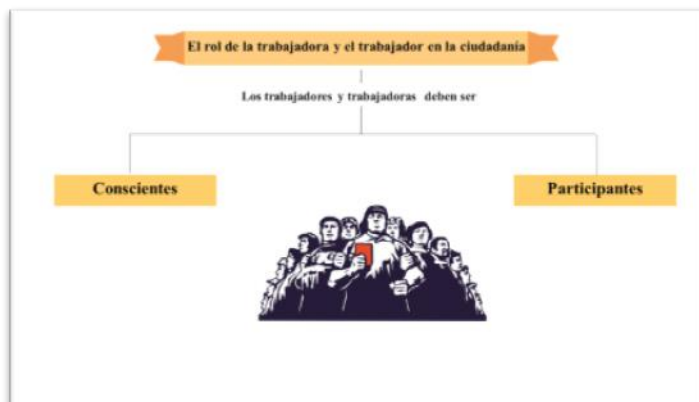 El rol de la trabajadora y el trabajador en la ciudadanía
Los trabajadores y trabajadoras deben ser
Conscientes
Participantes